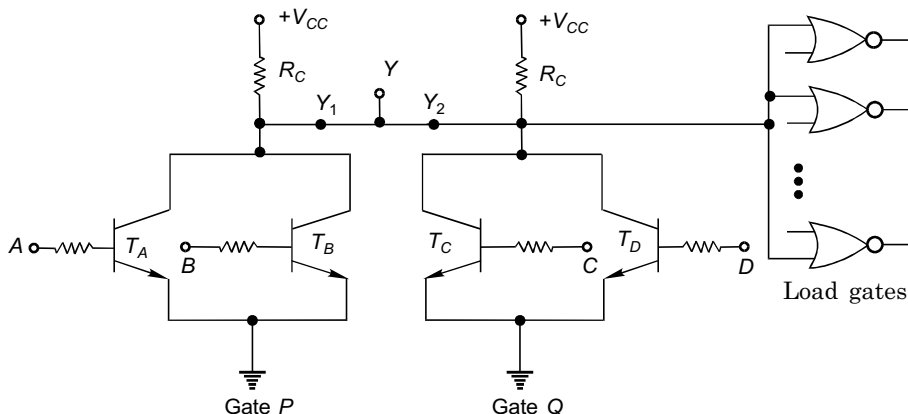 +V_CC +V_CC
R_C Y R_C
Y_1 Y_2
A T_A B T_B T_C C T_D D
Load gates
Gate P Gate Q